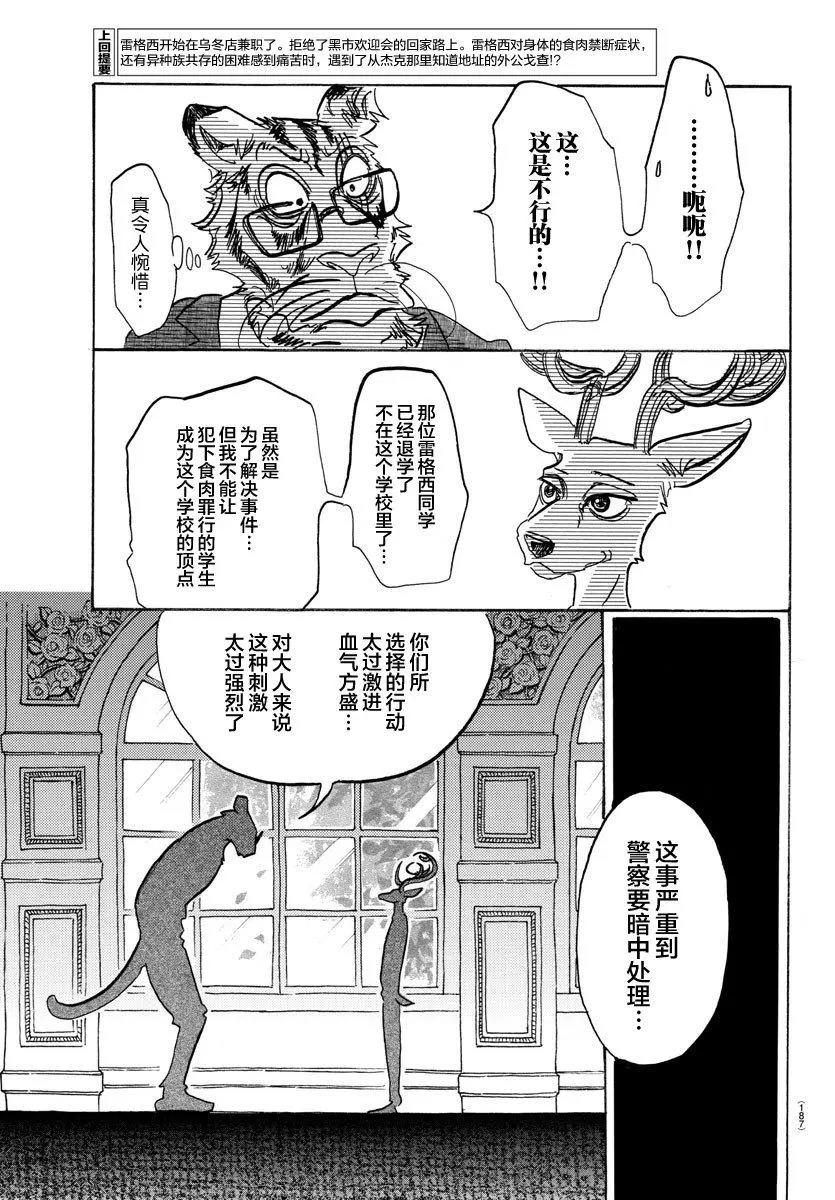 上回提要
雷格西开始在乌冬店兼职了。拒绝了黑市欢迎会的回家路上。雷格西对身体的食肉禁断症状，
还有异种族共存的困难感到痛苦时，遇到了从杰克那里知道地址的外公戈查!?
………呃呃!!
这…
这是不行的…!!
真令人惋惜…
那位雷格西同学
已经退学了
不在这个学校里了…
虽然是
为了解决事件…
但我不能让
犯下食肉罪行的学生
成为这个学校的顶点
这事严重到
警察要暗中处理…
你们所
选择的行动
太过激进
血气方盛…
对大人来说
这种刺激
太过强烈了
(187)